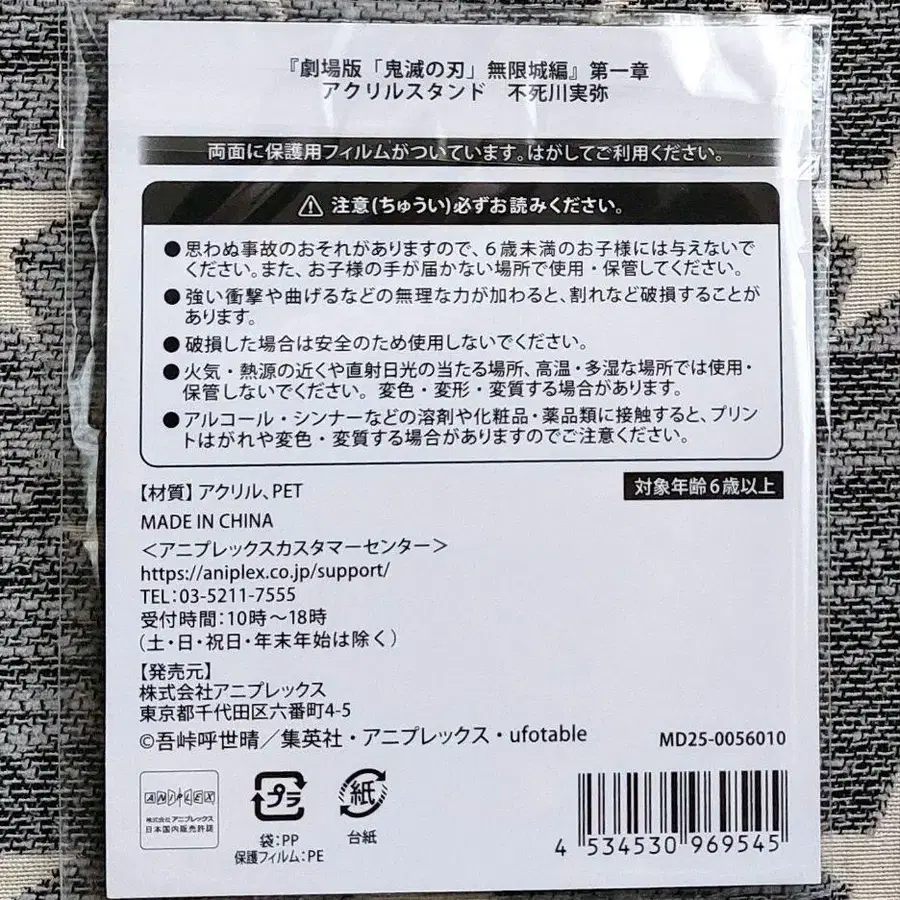 『劇場版「鬼滅の刃」無限城編』第一章
アクリルスタンド　不死川実弥
両面に保護用フィルムがついています。はがしてご利用ください。
⚠ 注意(ちゅうい)必ずお読みください。
●思わぬ事故のおそれがありますので、6歳未満のお子様には与えないで
ください。また、お子様の手が届かない場所で使用・保管してください。
●強い衝撃や曲げるなどの無理な力が加わると、割れなど破損することが
あります。
●破損した場合は安全のため使用しないでください。
●火気・熱源の近くや直射日光の当たる場所、高温・多湿な場所では使用・
保管しないでください。変色・変形・変質する場合があります。
●アルコール・シンナーなどの溶剤や化粧品・薬品類に接触すると、プリン
トはがれや変色・変質する場合がありますのでご注意ください。
【材質】アクリル、PET
対象年齢6歳以上
MADE IN CHINA
＜アニプレックスカスタマーセンター＞
https://aniplex.co.jp/support/
TEL:03-5211-7555
受付時間:10時～18時
(土・日・祝日・年末年始は除く)
【発売元】
株式会社アニプレックス
東京都千代田区六番町4-5
©吾峠呼世晴／集英社・アニプレックス・ufotable
MD25-0056010
ANIPLEX
株式会社アニプレックス
日本国内販売許諾
プラ
袋:PP
保護フィルム:PE
紙
台紙
4 534530 969545